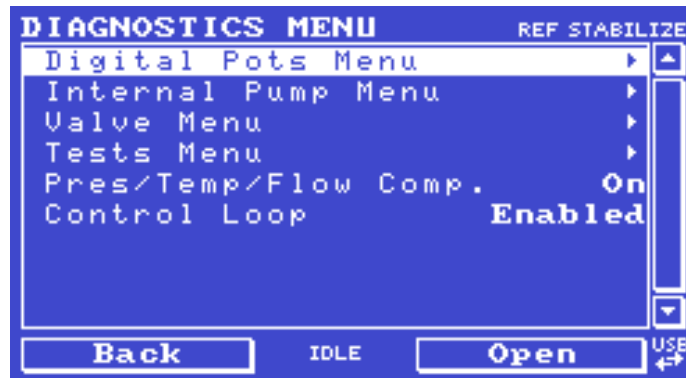 DIAGNOSTICS MENU REF STABILIZE
Digital Pots Menu
Internal Pump Menu
Valve Menu
Tests Menu
Pres/Temp/Flow Comp. On
Control Loop Enabled
Back IDLE Open USB